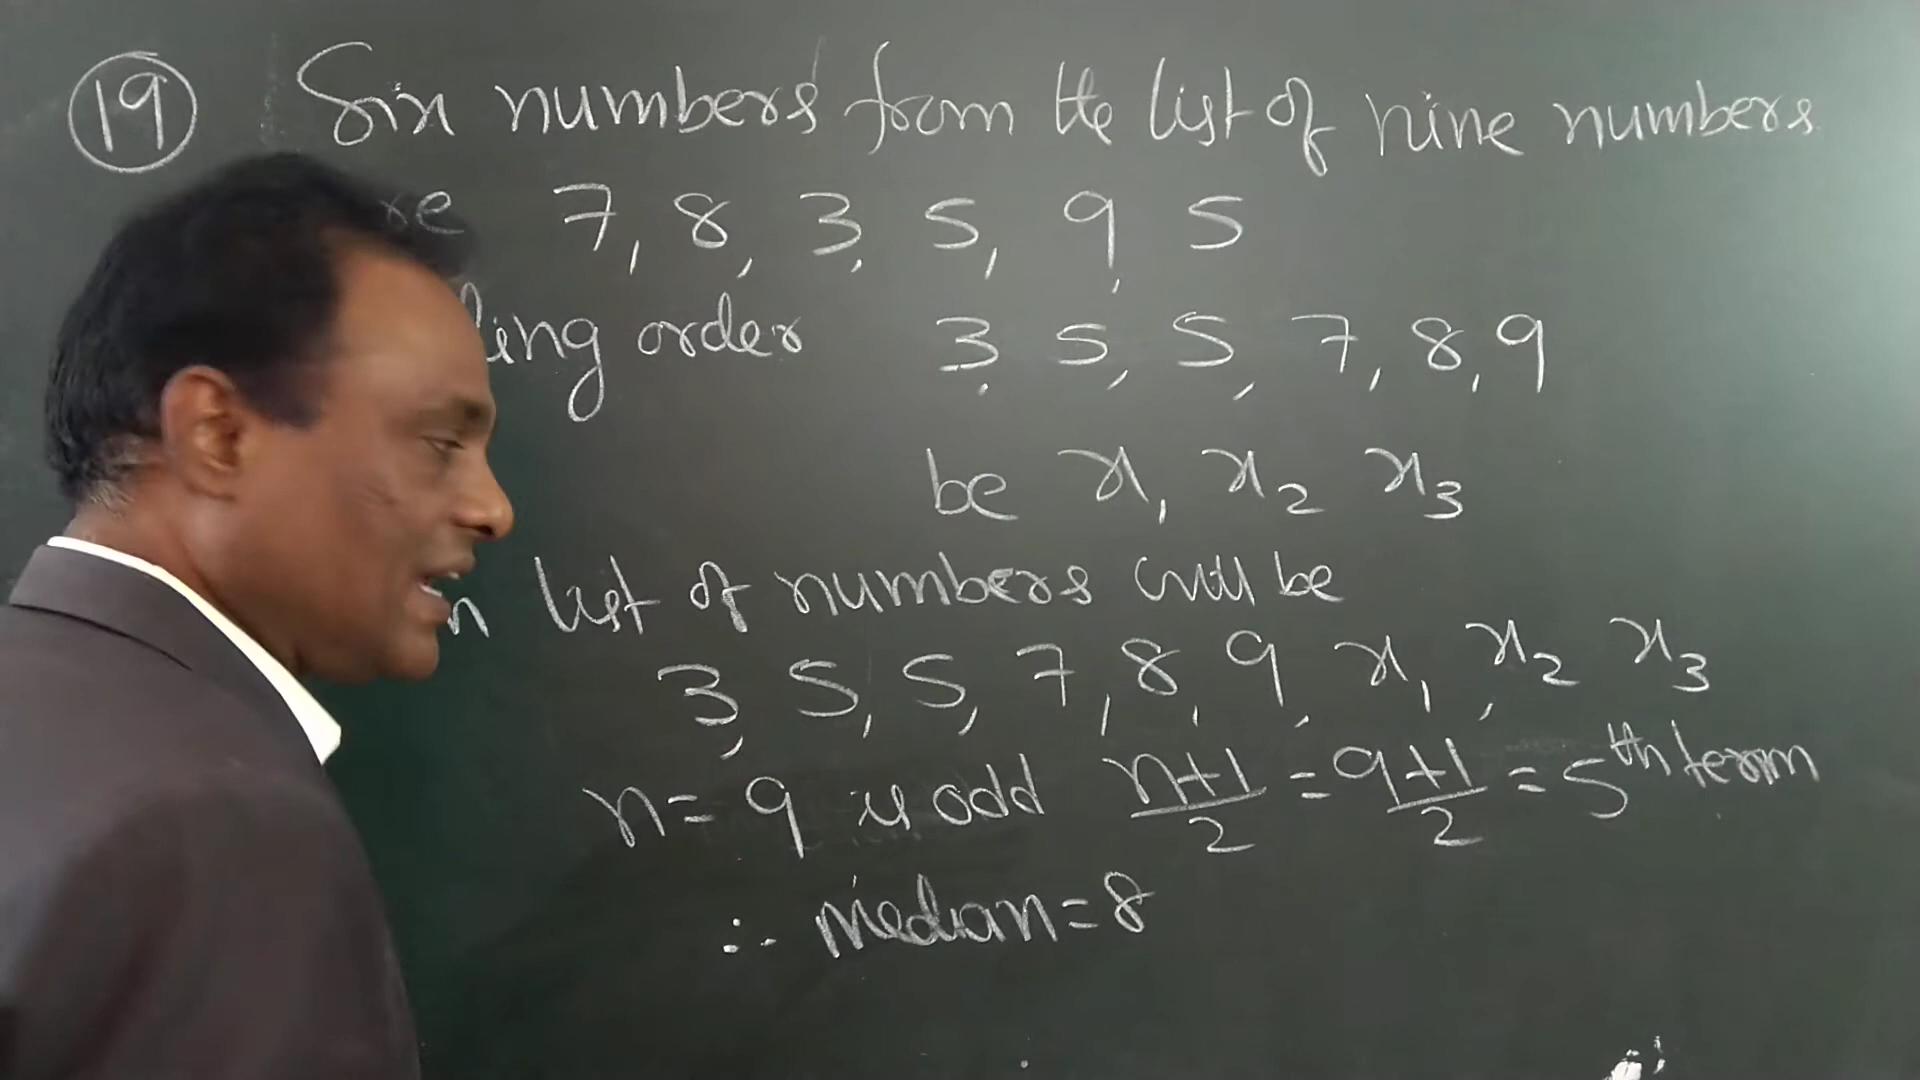 19 Six numbers from the list of nine numbers
7, 8, 3, 5, 9, 5
order 3, 5, 5, 7, 8, 9
be x1 x2 x3
list of numbers will be
3, 5, 5, 7, 8, 9, x1, x2 x3
n = 9 is odd n+1/2 = 9+1/2 = 5th term
∴ Median = 8